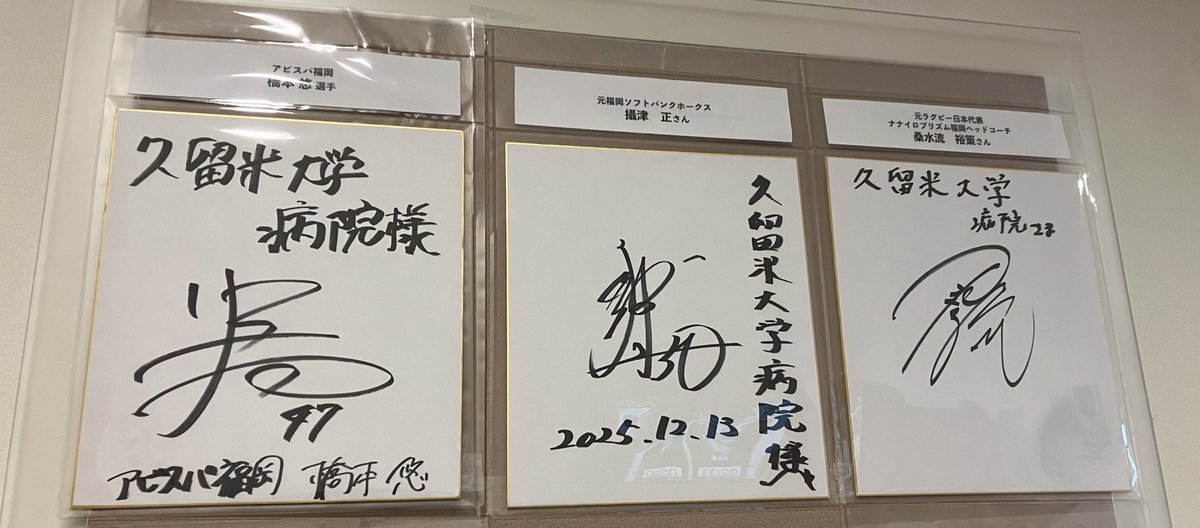 アビスパ福岡
橋本 悠 選手
久留米大学
病院様
47
アビスパ福岡 橋本 悠
元福岡ソフトバンクホークス
攝津 正さん
久留米大学病院様
2025.12.13
元ラグビー日本代表
ナナイロプリズム福岡ヘッドコーチ
桑水流 裕策さん
久留米大学
病院さま